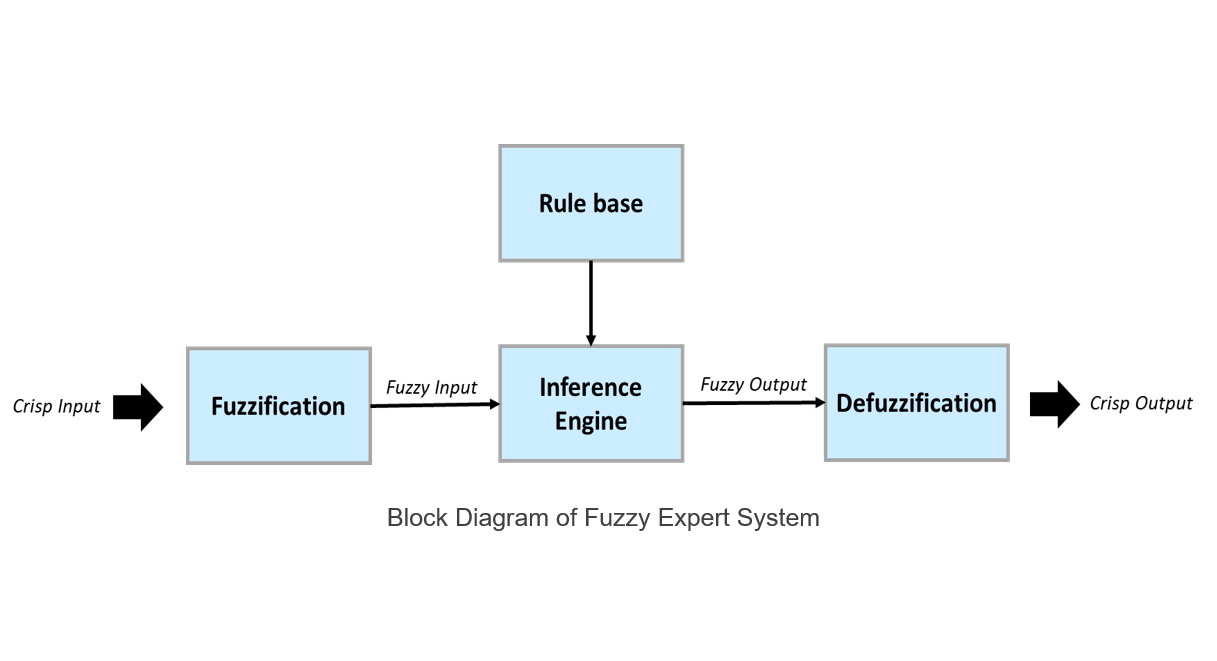 Rule base
Crisp Input
Fuzzification
Fuzzy Input
Inference
Engine
Fuzzy Output
Defuzzification
Crisp Output
Block Diagram of Fuzzy Expert System